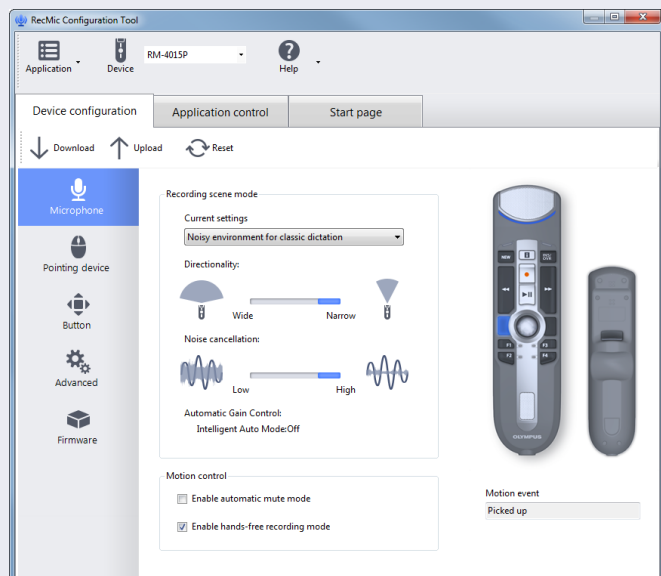 RecMic Configuration Tool
Application
Device
RM-4015P
Help
Device configuration
Application control
Start page
Download
Upload
Reset
Microphone
Pointing device
Button
Advanced
Firmware
Recording scene mode
Current settings
Noisy environment for classic dictation
Directionality:
Wide
Narrow
Noise cancellation:
Low
High
Automatic Gain Control:
Intelligent Auto Mode:Off
Motion control
Enable automatic mute mode
Enable hands-free recording mode
NEW
F1
F3
F2
F4
OLYMPUS
Motion event
Picked up